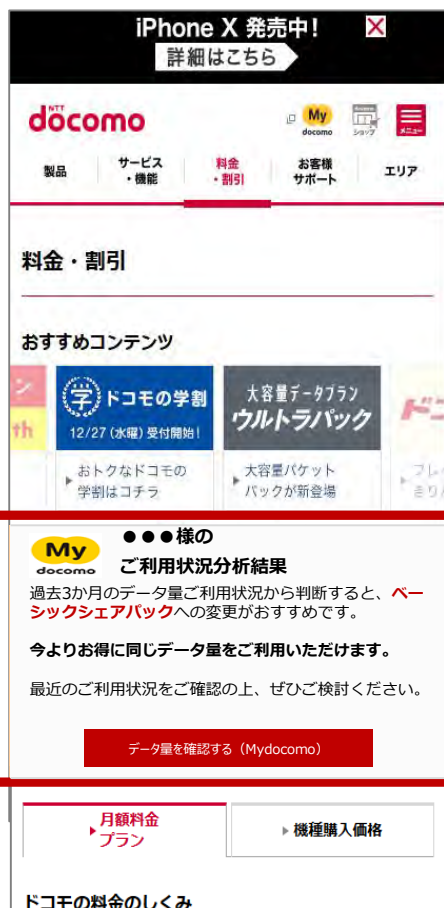 iPhone X 発売中!
詳細はこちら
NTT
döcomo
My
docomo
ショップ
メニュー
製品
サービス
・機能
料金
・割引
お客様
サポート
エリア
料金・割引
おすすめコンテンツ
ン
th
学 ドコモの学割
12/27 (水曜) 受付開始!
おトクなドコモの
学割はコチラ
大容量データプラン
ウルトラパック
大容量パケット
パックが新登場
My
docomo
●●●様の
ご利用状況分析結果
過去3か月のデータ量ご利用状況から判断すると、ベー
シックシェアパックへの変更がおすすめです。
今よりお得に同じデータ量をご利用いただけます。
最近のご利用状況をご確認の上、ぜひご検討ください。
データ量を確認する（Mydocomo）
月額料金
プラン
機種購入価格
ドコモの料金のしくみ